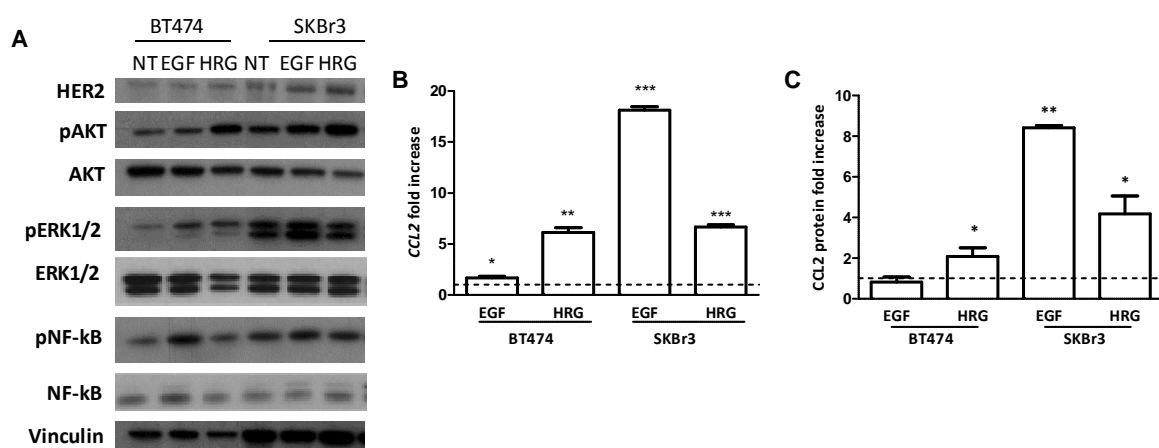 A
BT474 SKBr3
NT EGF HRG NT EGF HRG
HER2
pAKT
AKT
pERK1/2
ERK1/2
pNF-kB
NF-kB
Vinculin
B
CCL2 fold increase
20
15
10
5
0
*
**
***
***
EGF HRG EGF HRG
BT474 SKBr3
C
CCL2 protein fold increase
10
8
6
4
2
0
*
**
*
EGF HRG EGF HRG
BT474 SKBr3